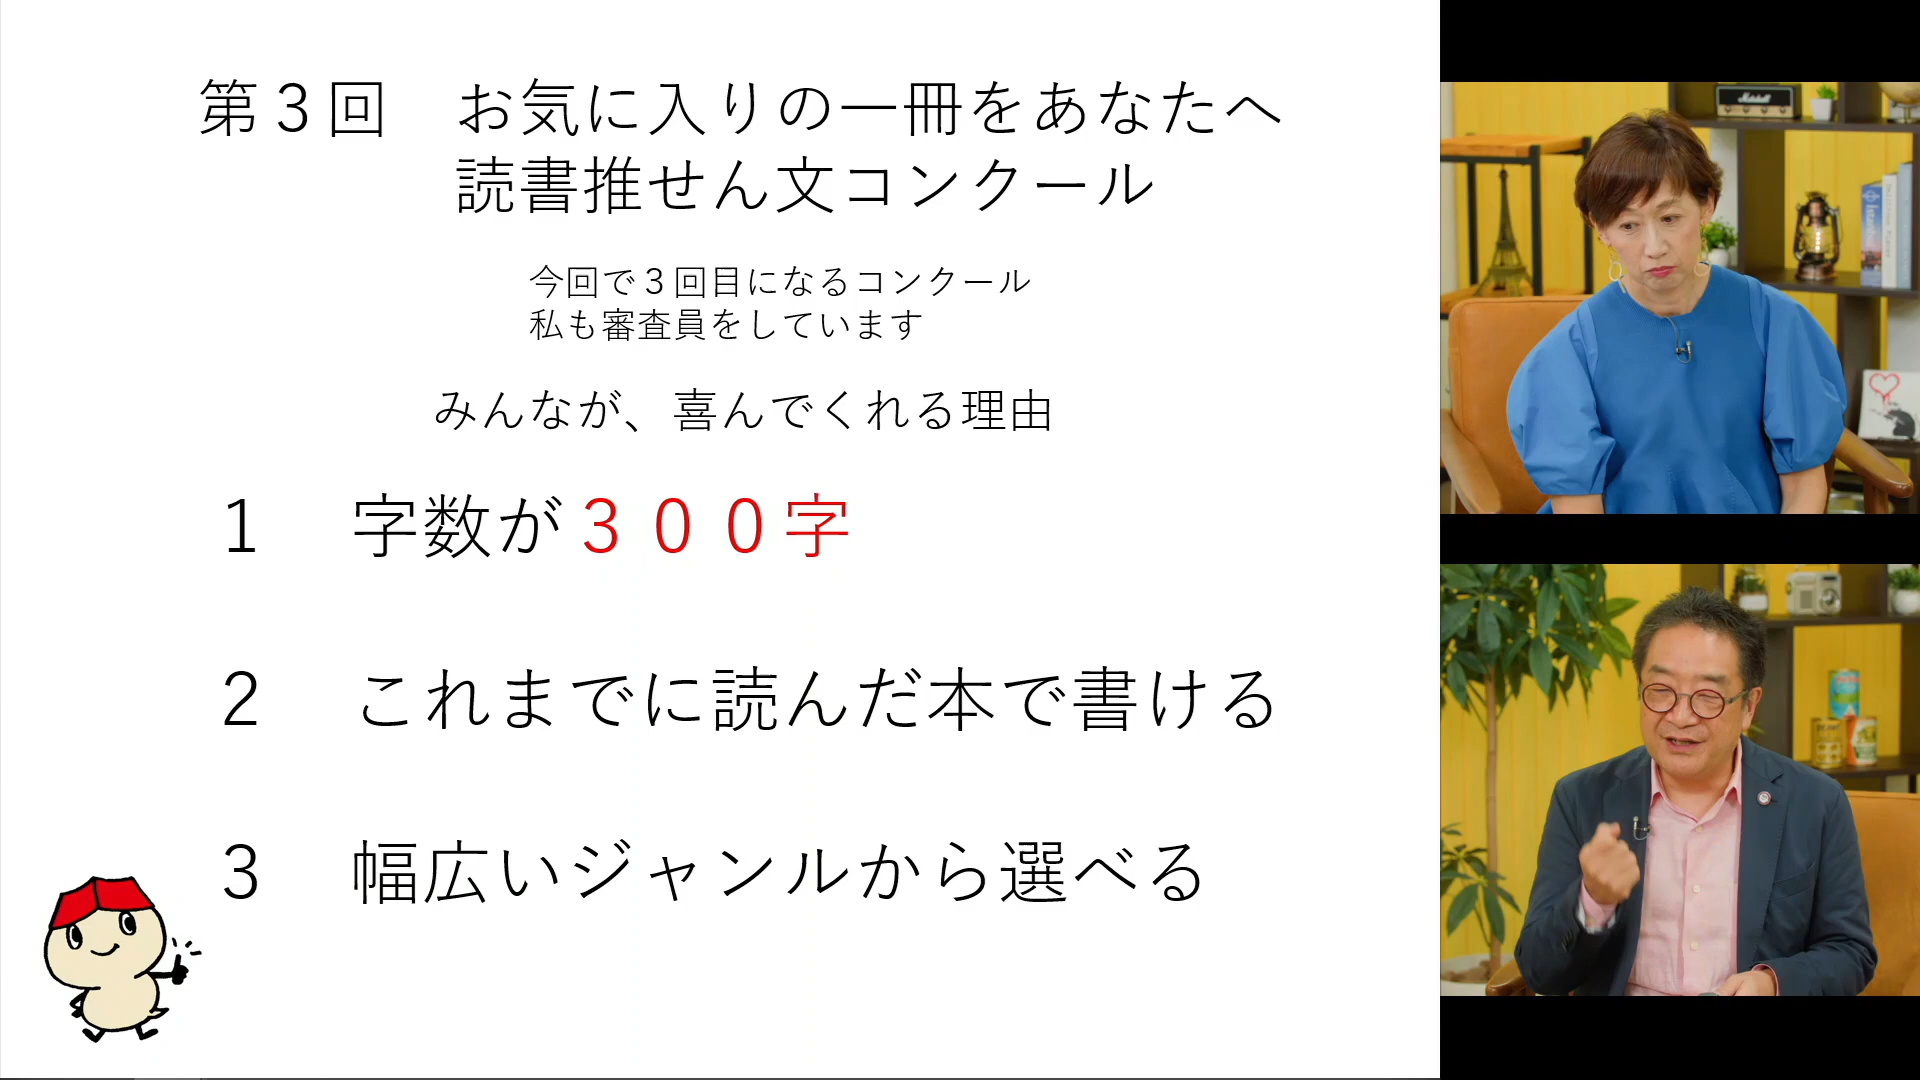 第３回　お気に入りの一冊をあなたへ
読書推せん文コンクール
今回で３回目になるコンクール
私も審査員をしています
みんなが、喜んでくれる理由
１　字数が３００字
２　これまでに読んだ本で書ける
３　幅広いジャンルから選べる
Marshall